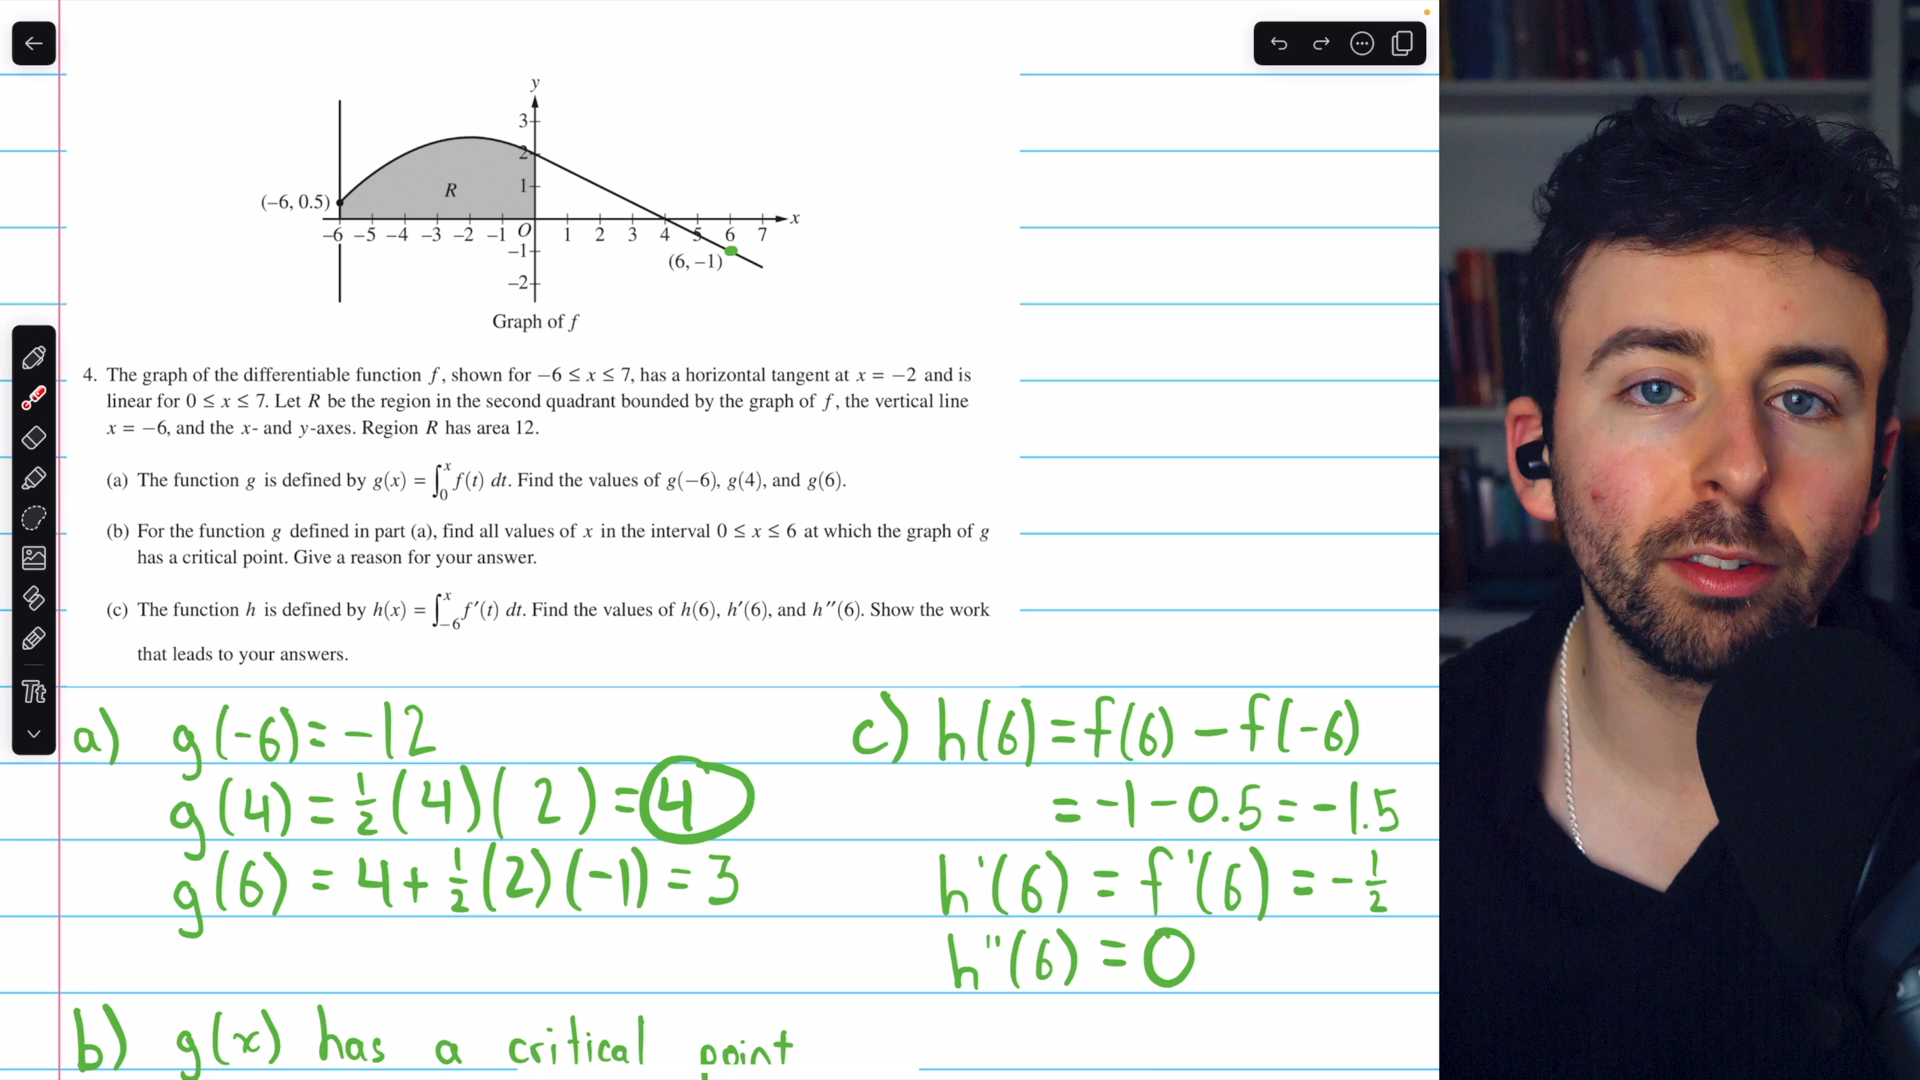 y
3
2
R
1
(−6, 0.5)
x
−6 −5 −4 −3 −2 −1 O 1 2 3 4 5 6 7
−1
(6, −1)
−2
Graph of f
4. The graph of the differentiable function f, shown for −6 ≤ x ≤ 7, has a horizontal tangent at x = −2 and is
linear for 0 ≤ x ≤ 7. Let R be the region in the second quadrant bounded by the graph of f, the vertical line
x = −6, and the x- and y-axes. Region R has area 12.
(a) The function g is defined by g(x) = ∫₀ˣ f(t) dt. Find the values of g(−6), g(4), and g(6).
(b) For the function g defined in part (a), find all values of x in the interval 0 ≤ x ≤ 6 at which the graph of g
has a critical point. Give a reason for your answer.
(c) The function h is defined by h(x) = ∫₋₆ˣ f′(t) dt. Find the values of h(6), h′(6), and h″(6). Show the work
that leads to your answers.
Tt
a) g(-6) = -12
g(4) = 1/2 (4)(2) = 4
g(6) = 4 + 1/2 (2)(-1) = 3
b) g(x) has a critical point
c) h(6) = f(6) - f(-6)
= -1 - 0.5 = -1.5
h'(6) = f'(6) = -1/2
h"(6) = 0